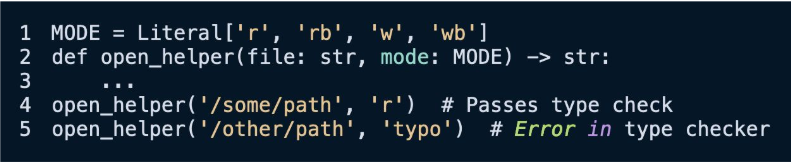 1 MODE = Literal['r', 'rb', 'w', 'wb']
2 def open_helper(file: str, mode: MODE) -> str:
3     ...
4 open_helper('/some/path', 'r')  # Passes type check
5 open_helper('/other/path', 'typo')  # Error in type checker